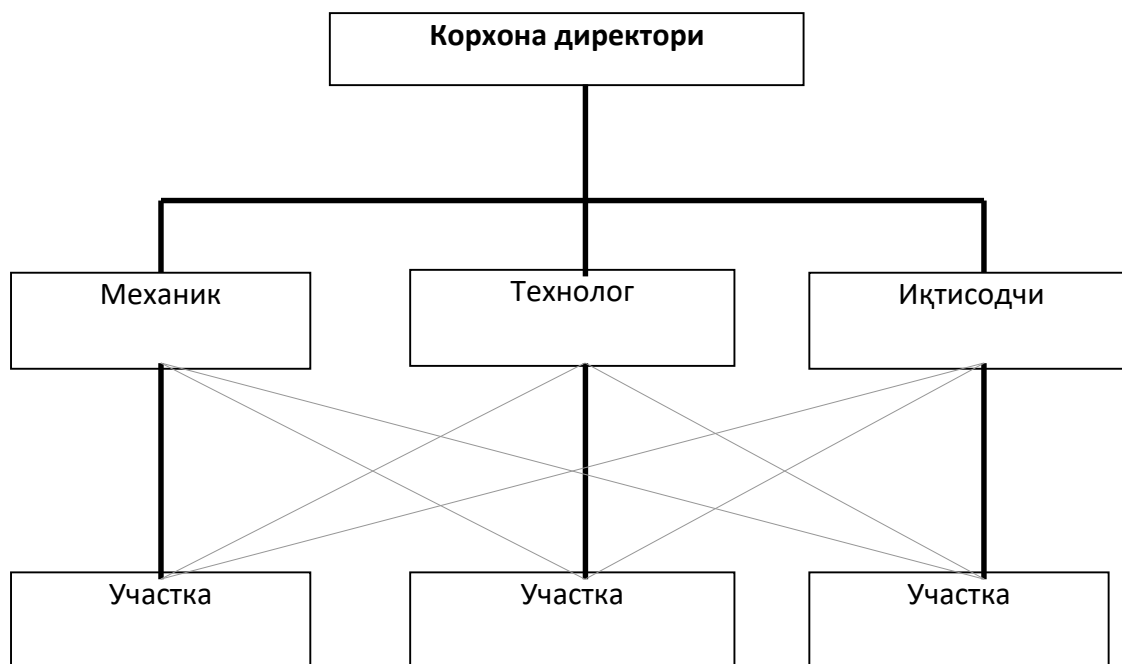 Корхона директори
Механик
Технолог
Иқтисодчи
Участка
Участка
Участка